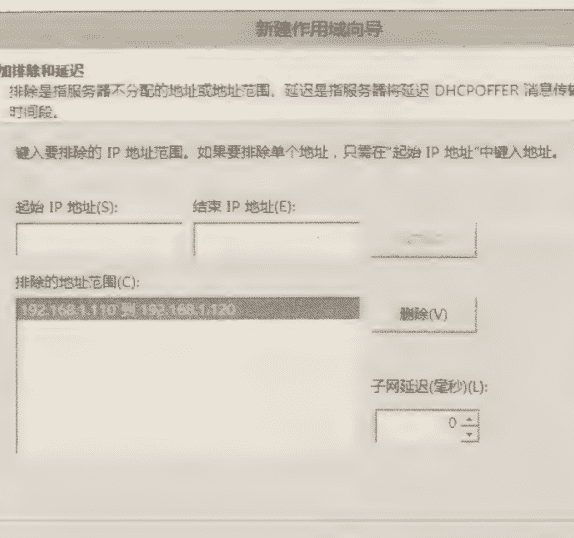 新建作用域向导
加排除和延迟
排除是指服务器不分配的地址或地址范围。延迟是指服务器将延迟 DHCPOFFER 消息传输
时间段。
键入要排除的 IP 地址范围。如果要排除单个地址，只需在"起始 IP 地址"中键入地址。
起始 IP 地址(S):
结束 IP 地址(E):
排除的地址范围(C):
192.168.1.110 到 192.168.1.120
删除(V)
子网延迟(毫秒)(L):
0